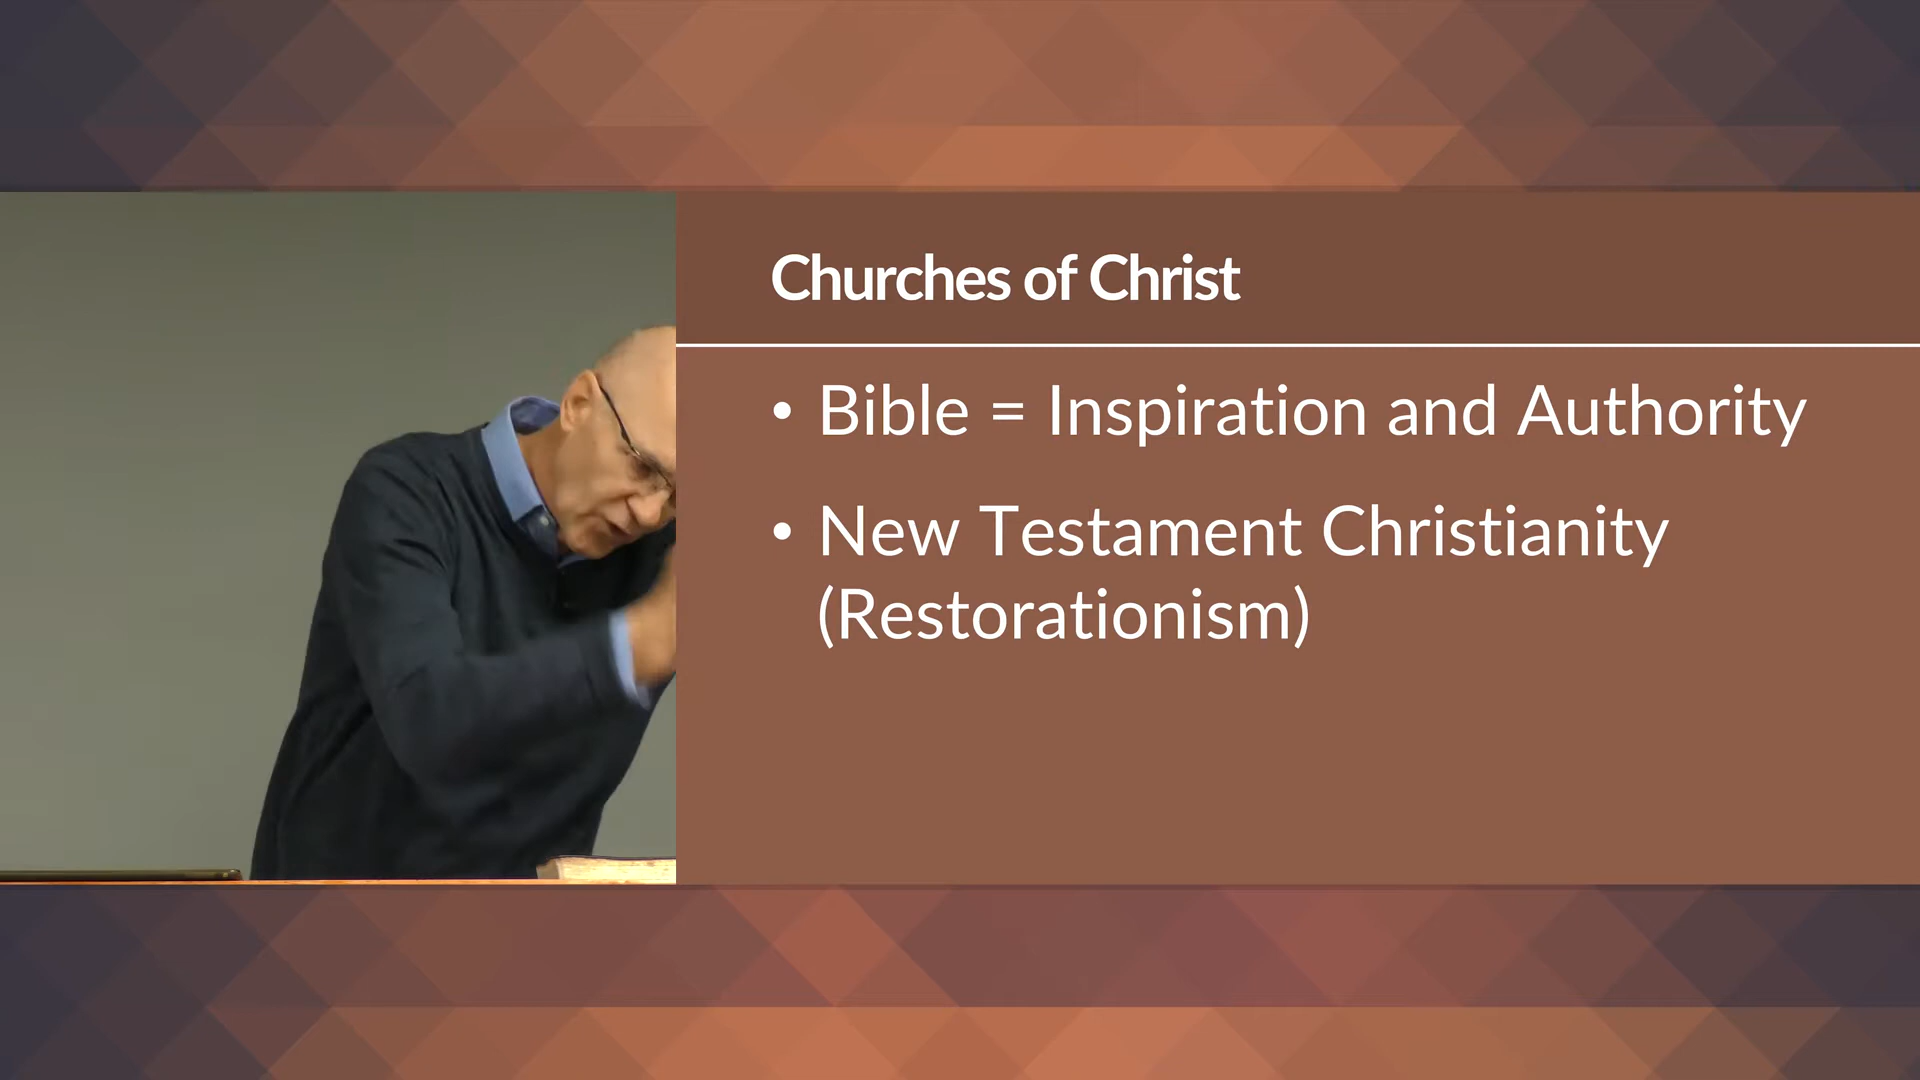 Churches of Christ
• Bible = Inspiration and Authority
• New Testament Christianity
(Restorationism)